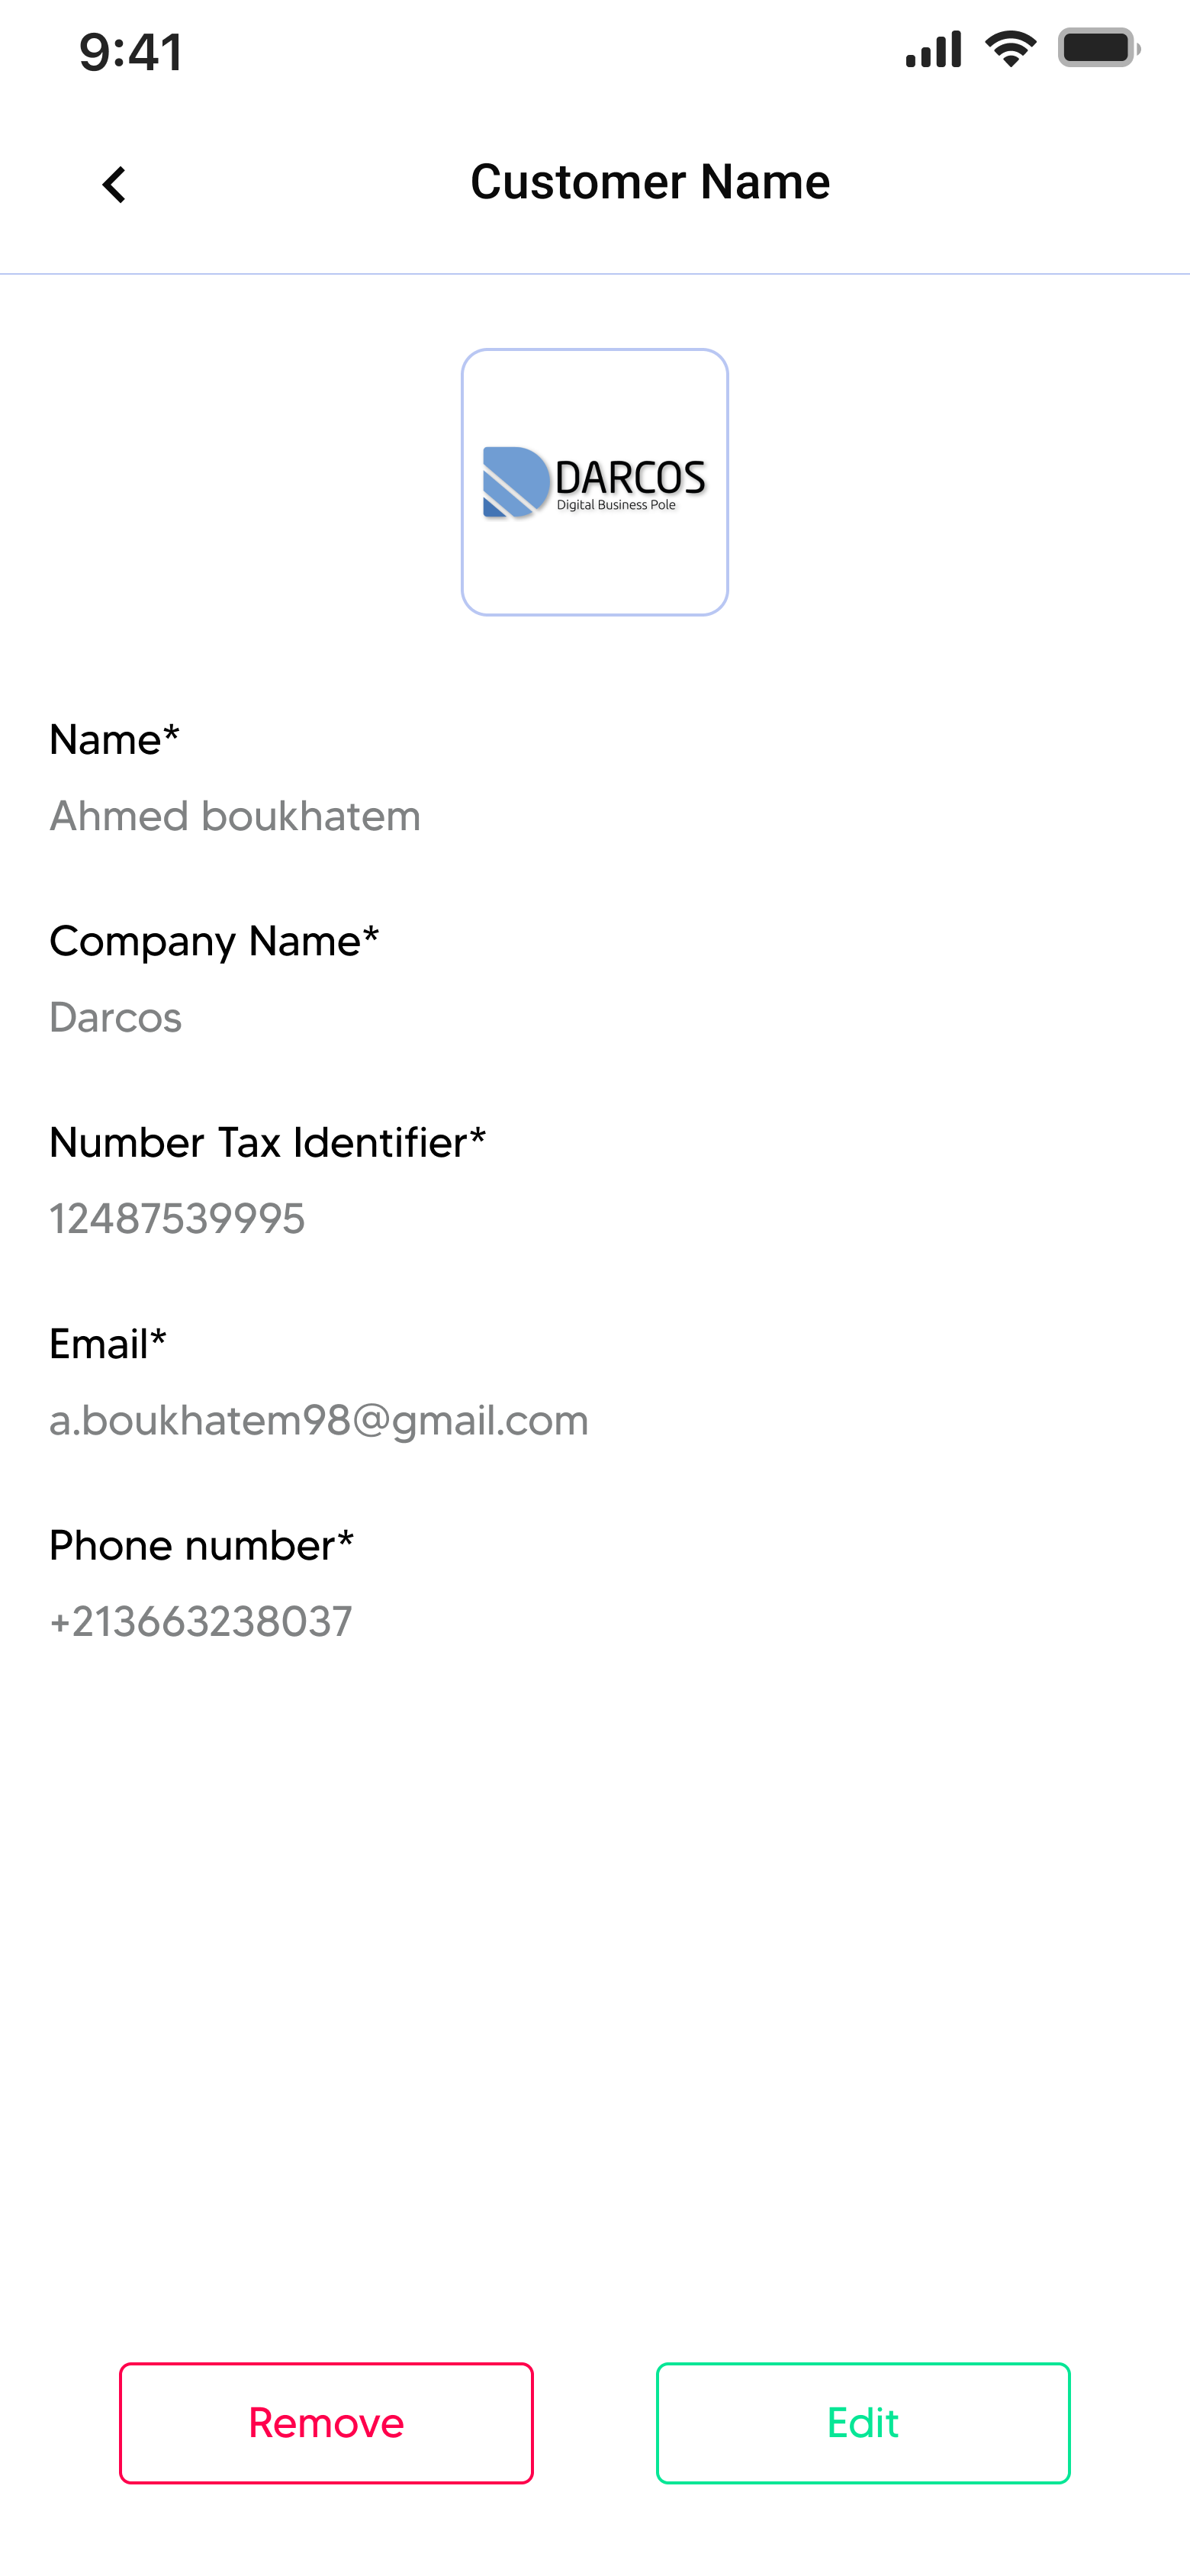 9:41
Customer Name
DARCOS
Digital Business Pole
Name*
Ahmed boukhatem
Company Name*
Darcos
Number Tax Identifier*
12487539995
Email*
a.boukhatem98@gmail.com
Phone number*
+213663238037
Remove
Edit